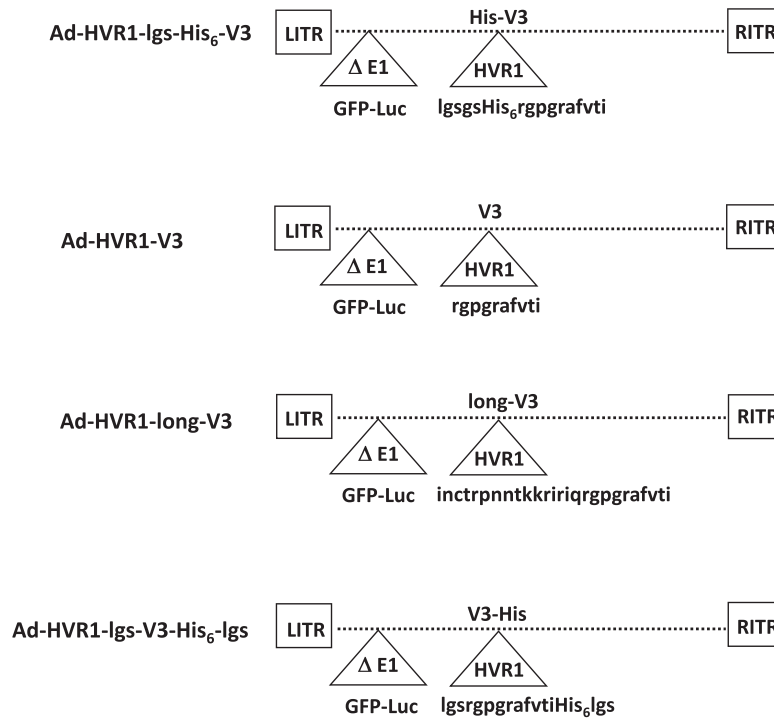 Ad-HVR1-lgs-His₆-V3
LITR
His-V3
RITR
Δ E1
HVR1
GFP-Luc
lgsgsHis₆rgpgrafvti
Ad-HVR1-V3
LITR
V3
RITR
Δ E1
HVR1
GFP-Luc
rgpgrafvti
Ad-HVR1-long-V3
LITR
long-V3
RITR
Δ E1
HVR1
GFP-Luc
inctrpnntkkririqrgpgrafvti
Ad-HVR1-lgs-V3-His₆-lgs
LITR
V3-His
RITR
Δ E1
HVR1
GFP-Luc
lgsrgpgrafvtiHis₆lgs